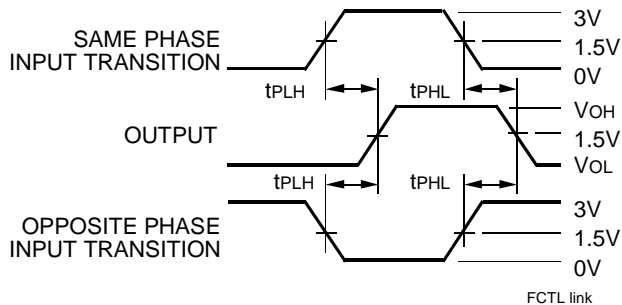 SAME PHASE
INPUT TRANSITION
3V
1.5V
0V
tPLH
tPHL
OUTPUT
VOH
1.5V
VOL
tPLH
tPHL
OPPOSITE PHASE
INPUT TRANSITION
3V
1.5V
0V
FCTL link